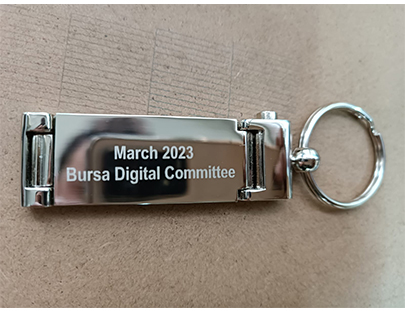 March 2023
Bursa Digital Committee